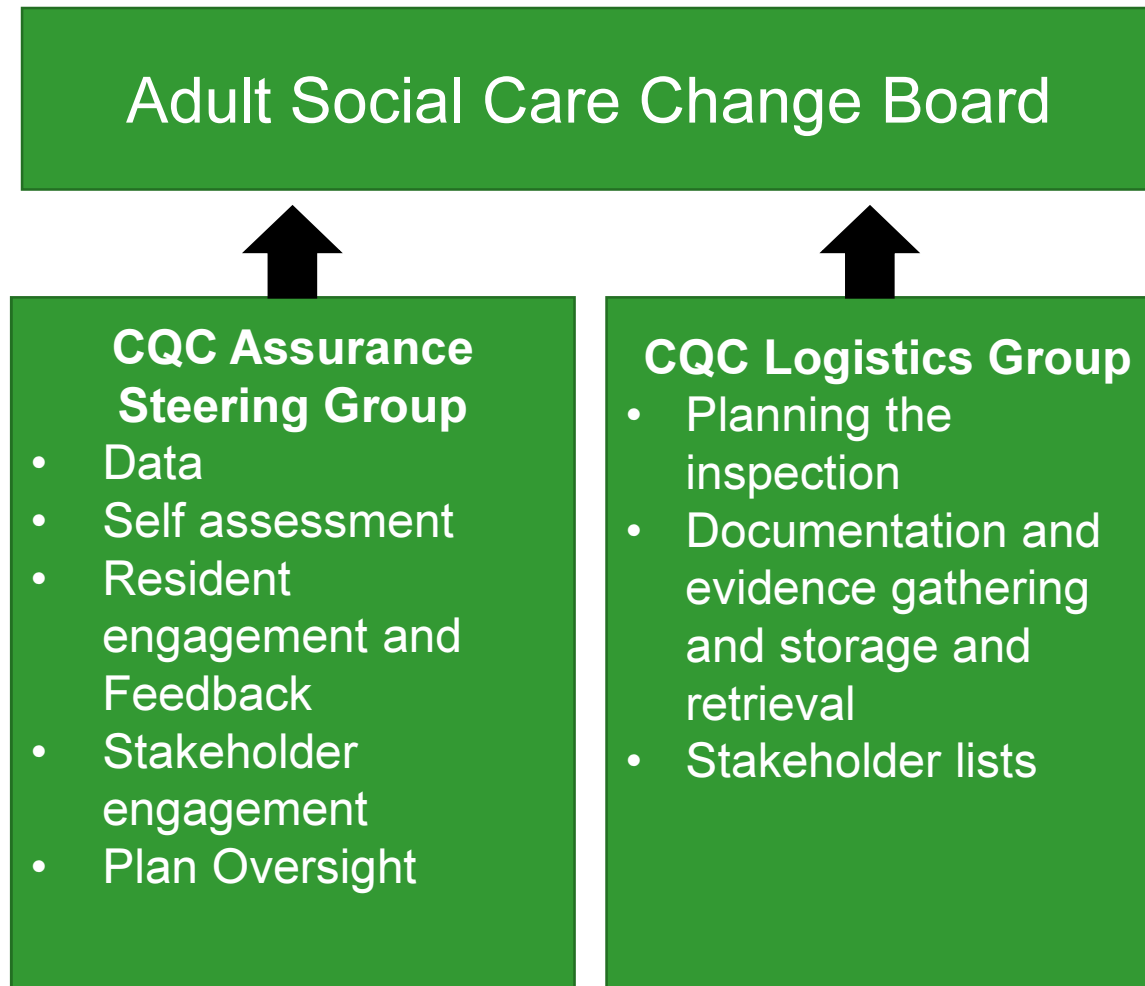 Adult Social Care Change Board
CQC Assurance
Steering Group
• Data
• Self assessment
• Resident
engagement and
Feedback
• Stakeholder
engagement
• Plan Oversight
CQC Logistics Group
• Planning the
inspection
• Documentation and
evidence gathering
and storage and
retrieval
• Stakeholder lists